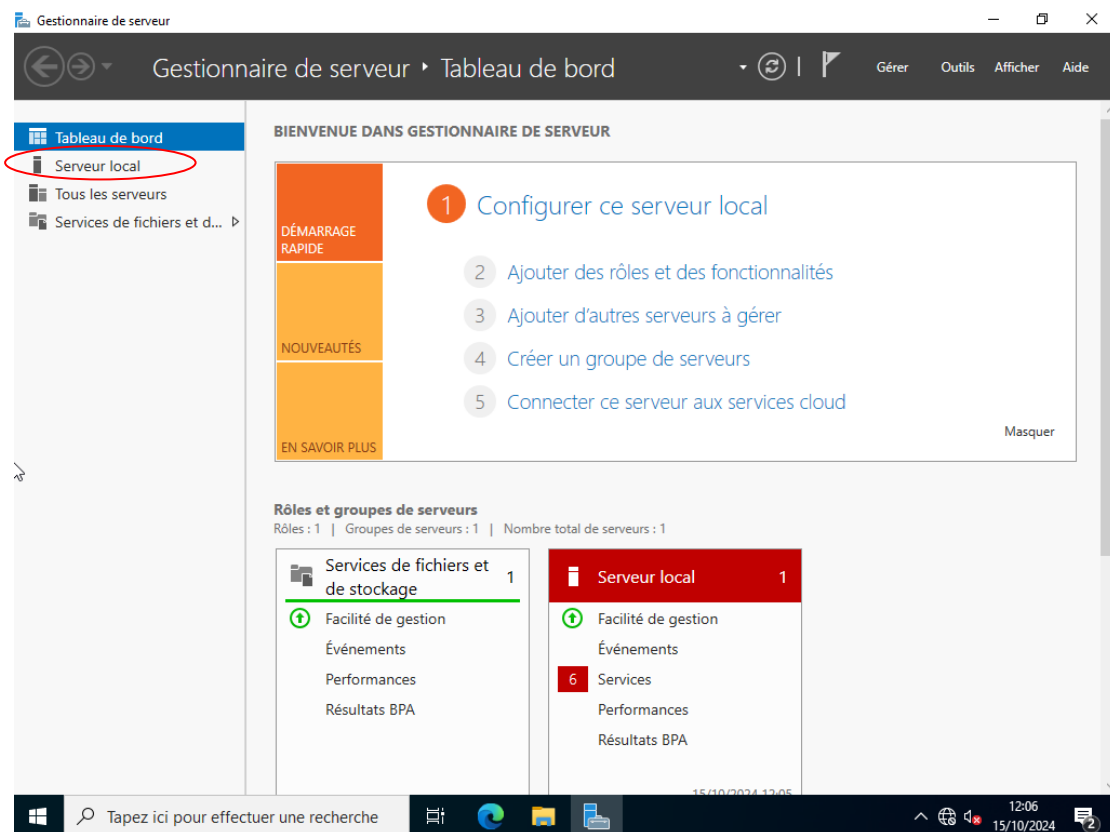 Gestionnaire de serveur
Gestionnaire de serveur • Tableau de bord
Gérer Outils Afficher Aide
Tableau de bord
Serveur local
Tous les serveurs
Services de fichiers et d...
BIENVENUE DANS GESTIONNAIRE DE SERVEUR
DÉMARRAGE
RAPIDE
NOUVEAUTÉS
EN SAVOIR PLUS
1 Configurer ce serveur local
2 Ajouter des rôles et des fonctionnalités
3 Ajouter d’autres serveurs à gérer
4 Créer un groupe de serveurs
5 Connecter ce serveur aux services cloud
Masquer
Rôles et groupes de serveurs
Rôles : 1 | Groupes de serveurs : 1 | Nombre total de serveurs : 1
Services de fichiers et
de stockage
1
Facilité de gestion
Événements
Performances
Résultats BPA
Serveur local 1
Facilité de gestion
Événements
6 Services
Performances
Résultats BPA
15/10/2024 12:05
Tapez ici pour effectuer une recherche
12:06
15/10/2024
2